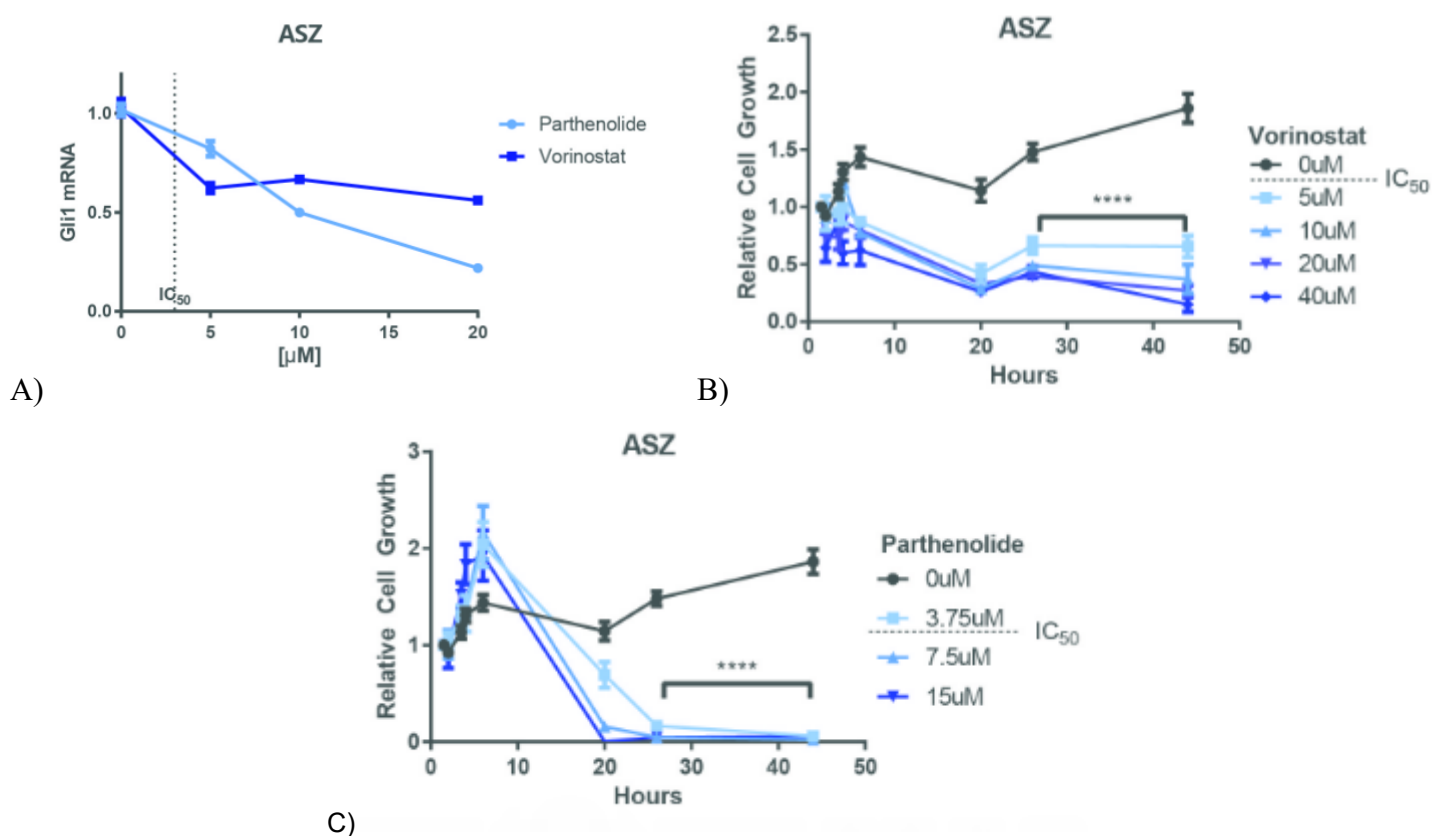 ASZ
1.0
0.5
0.0
Gli1 mRNA
IC50
0
5
10
15
20
[µM]
Parthenolide
Vorinostat
A)
ASZ
2.5
2.0
1.5
1.0
0.5
0.0
Relative Cell Growth
****
0
10
20
30
40
50
Hours
Vorinostat
0uM
IC50
5uM
10uM
20uM
40uM
B)
ASZ
3
2
1
0
Relative Cell Growth
****
0
10
20
30
40
50
Hours
Parthenolide
0uM
3.75uM
IC50
7.5uM
15uM
C)